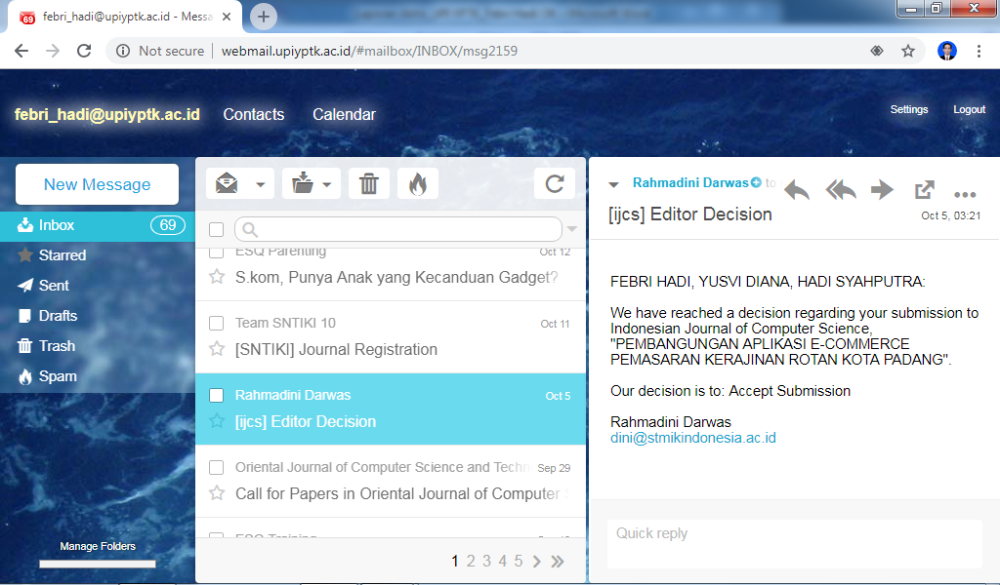 69
febri_hadi@upiyptk.ac.id - Messa
Not secure
webmail.upiyptk.ac.id/#mailbox/INBOX/msg2159
febri_hadi@upiyptk.ac.id
Contacts
Calendar
Settings
Logout
New Message
Inbox
69
Starred
Sent
Drafts
Trash
Spam
Manage Folders
ESQ Parenting
Oct 12
S.kom, Punya Anak yang Kecanduan Gadget?
Team SNTIKI 10
Oct 11
[SNTIKI] Journal Registration
Rahmadini Darwas
Oct 5
[ijcs] Editor Decision
Oriental Journal of Computer Science and Techn
Sep 29
Call for Papers in Oriental Journal of Computer S
ESQ Training
1 2 3 4 5
Rahmadini Darwas to
[ijcs] Editor Decision
Oct 5, 03:21
FEBRI HADI, YUSVI DIANA, HADI SYAHPUTRA:
We have reached a decision regarding your submission to
Indonesian Journal of Computer Science,
"PEMBANGUNGAN APLIKASI E-COMMERCE
PEMASARAN KERAJINAN ROTAN KOTA PADANG".
Our decision is to: Accept Submission
Rahmadini Darwas
dini@stmikindonesia.ac.id
Quick reply